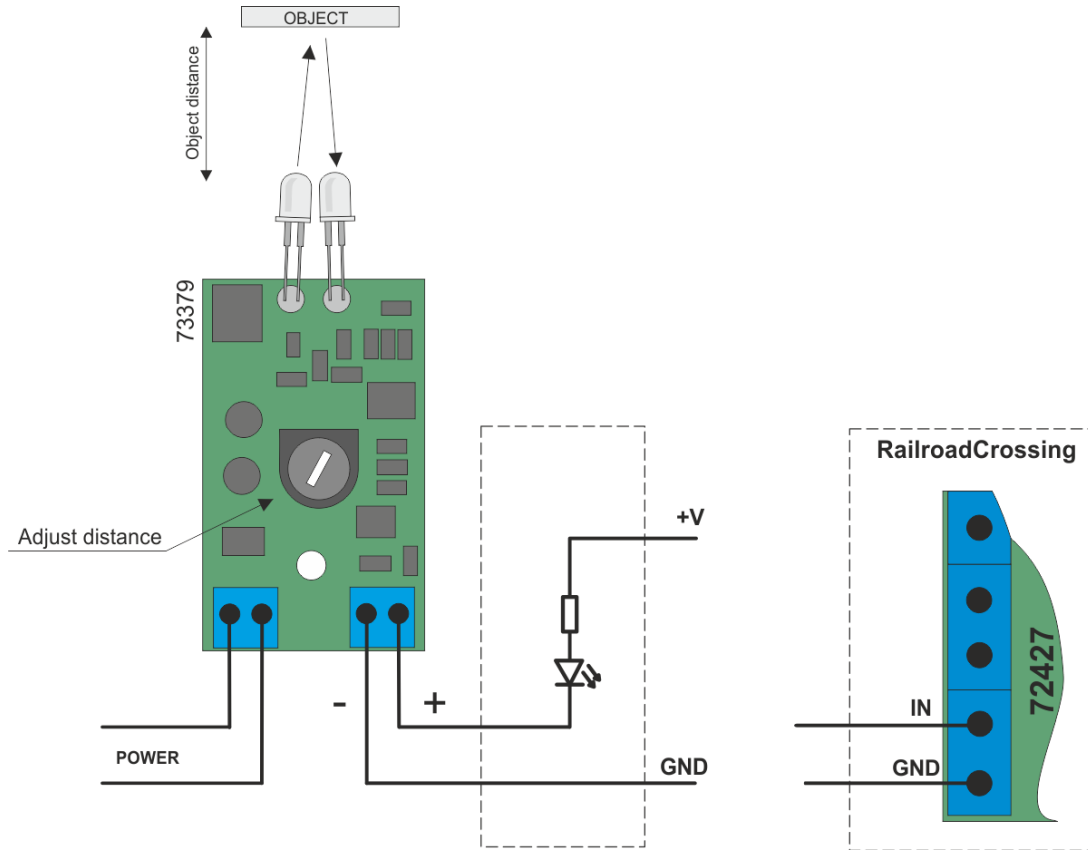 OBJECT
Object distance
73379
Adjust distance
POWER
-
+
+V
GND
RailroadCrossing
72427
IN
GND